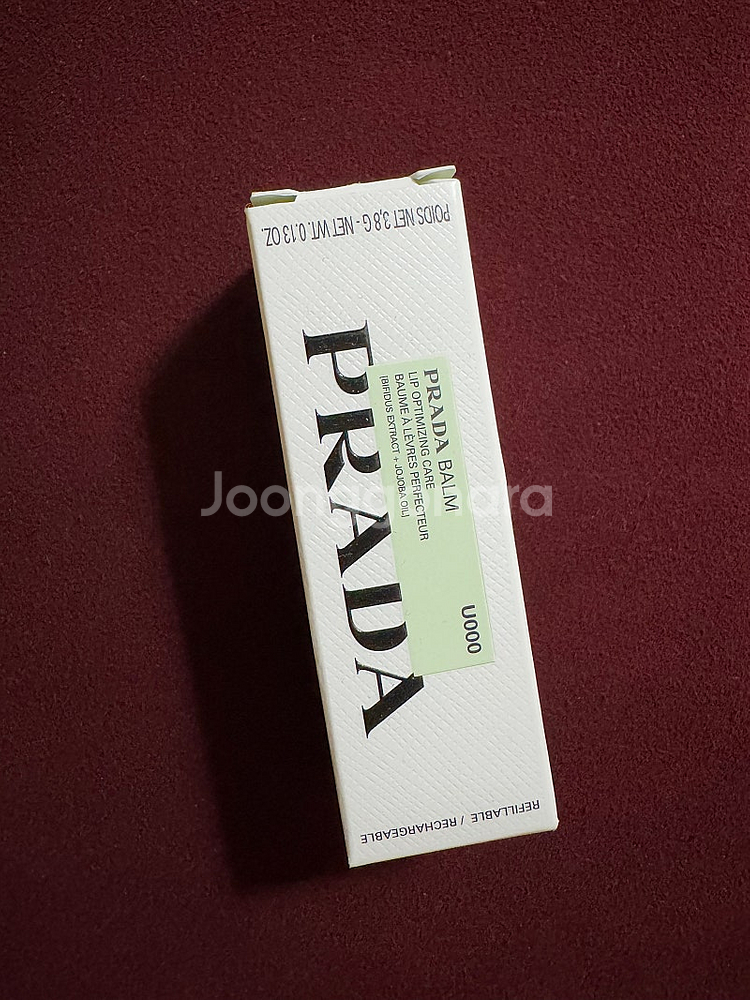 POIDS NET 3,8 G - NET WT. 0.13 OZ.
PRADA
PRADA BALM
LIP OPTIMIZING CARE
BAUME À LÈVRES PERFECTEUR
[BIFIDUS EXTRACT + JOJOBA OIL]
U000
REFILLABLE / RECHARGEABLE
Joonggonara